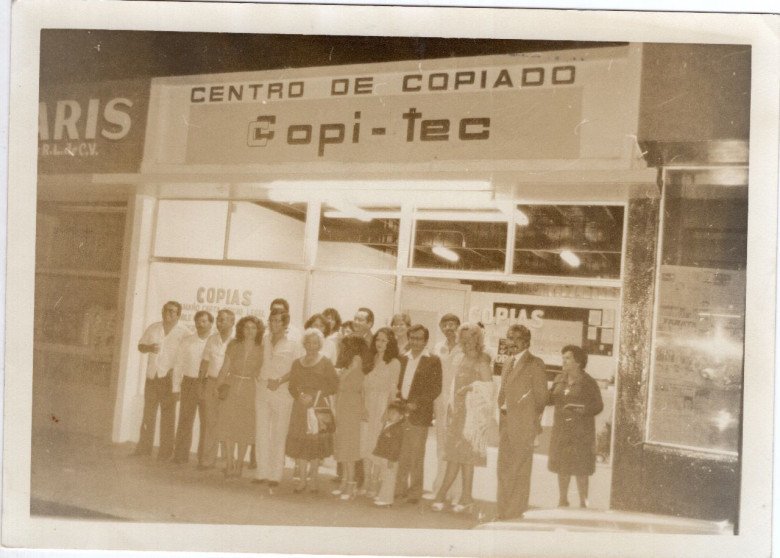 CENTRO DE COPIADO
Copi-tec
ARIS
R.L. & C.V.
COPIAS
COPIAS